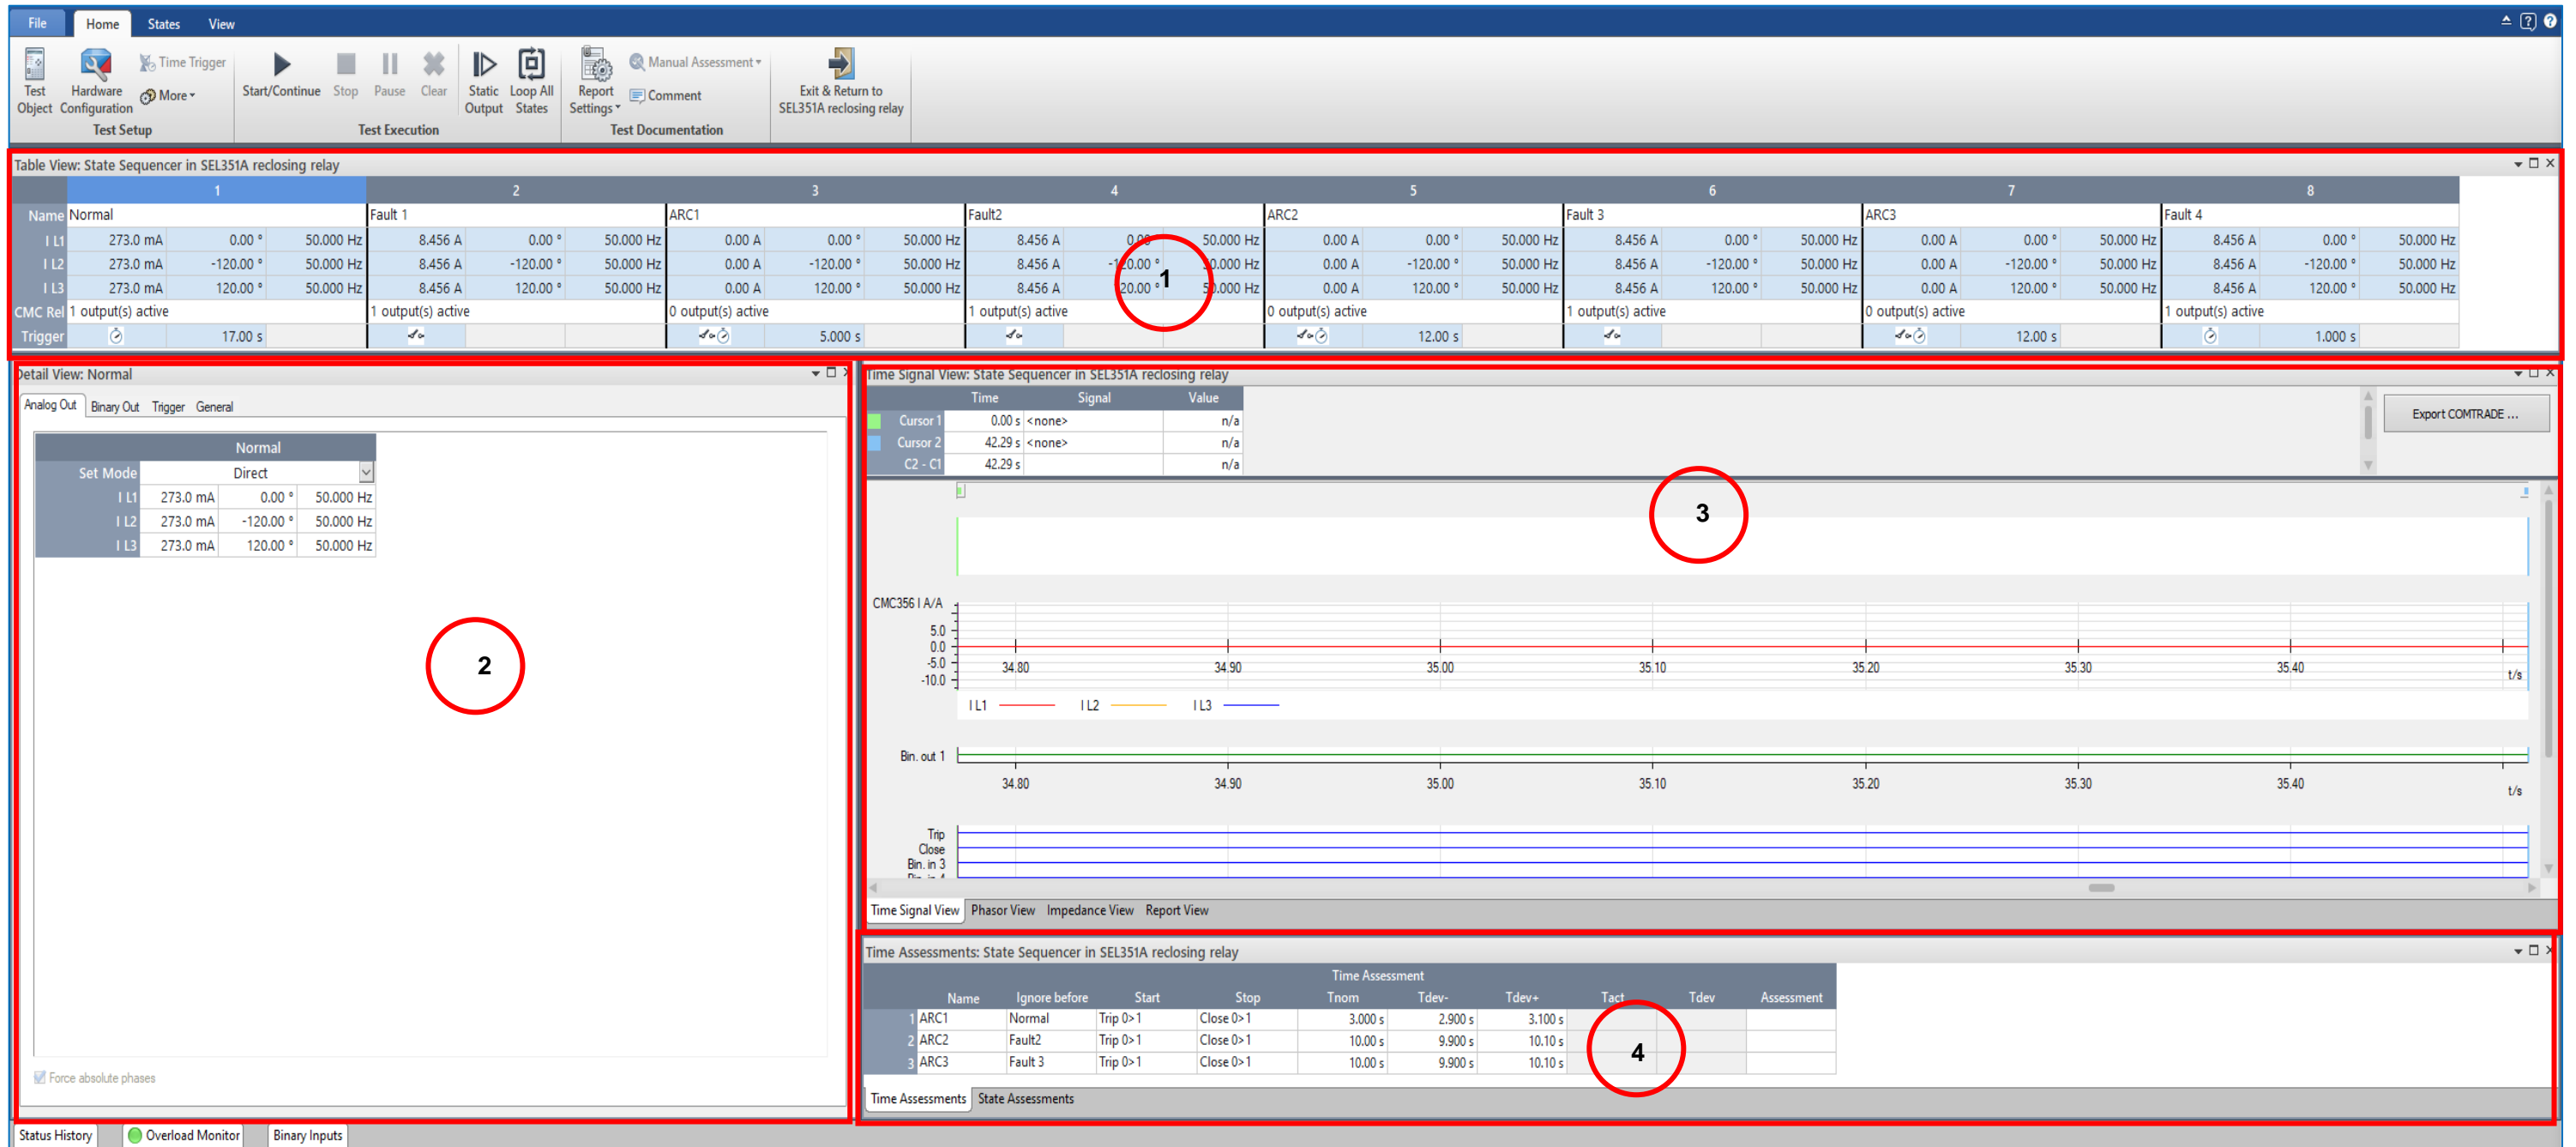 File Home States View
Time Trigger Manual Assessment
Test Object Hardware Configuration More Start/Continue Stop Pause Clear Static Output Loop All States Report Settings Comment Exit & Return to SEL351A reclosing relay
Test Setup Test Execution Test Documentation
Table View: State Sequencer in SEL351A reclosing relay
1 2 3 4 5 6 7 8
Name Normal Fault 1 ARC1 Fault2 ARC2 Fault 3 ARC3 Fault 4
I L1 273.0 mA 0.00 ° 50.000 Hz 8.456 A 0.00 ° 50.000 Hz 0.00 A 0.00 ° 50.000 Hz 8.456 A 0.00 50.000 Hz 0.00 A 0.00 ° 50.000 Hz 8.456 A 0.00 ° 50.000 Hz 0.00 A 0.00 ° 50.000 Hz 8.456 A 0.00 ° 50.000 Hz
I L2 273.0 mA -120.00 ° 50.000 Hz 8.456 A -120.00 ° 50.000 Hz 0.00 A -120.00 ° 50.000 Hz 8.456 A -120.00 ° 50.000 Hz 0.00 A -120.00 ° 50.000 Hz 8.456 A -120.00 ° 50.000 Hz 0.00 A -120.00 ° 50.000 Hz 8.456 A -120.00 ° 50.000 Hz
1
I L3 273.0 mA 120.00 ° 50.000 Hz 8.456 A 120.00 ° 50.000 Hz 0.00 A 120.00 ° 50.000 Hz 8.456 A 120.00 ° 50.000 Hz 0.00 A 120.00 ° 50.000 Hz 8.456 A 120.00 ° 50.000 Hz 0.00 A 120.00 ° 50.000 Hz 8.456 A 120.00 ° 50.000 Hz
CMC Rel 1 output(s) active 1 output(s) active 0 output(s) active 1 output(s) active 0 output(s) active 1 output(s) active 0 output(s) active 1 output(s) active
Trigger 17.00 s 5.000 s 12.00 s 12.00 s 1.000 s
Detail View: Normal
Analog Out Binary Out Trigger General
Normal
Set Mode Direct
I L1 273.0 mA 0.00 ° 50.000 Hz
I L2 273.0 mA -120.00 ° 50.000 Hz
I L3 273.0 mA 120.00 ° 50.000 Hz
2
Force absolute phases
Time Signal View: State Sequencer in SEL351A reclosing relay
Time Signal Value
Cursor 1 0.00 s <none> n/a
Cursor 2 42.29 s <none> n/a
C2 - C1 42.29 s n/a
Export COMTRADE ...
3
CMC356 I A/A
5.0
0.0
-5.0
-10.0
34.80 34.90 35.00 35.10 35.20 35.30 35.40 t/s
I L1 I L2 I L3
Bin. out 1
34.80 34.90 35.00 35.10 35.20 35.30 35.40 t/s
Trip
Close
Bin. in 3
Bin. in 4
Time Signal View Phasor View Impedance View Report View
Time Assessments: State Sequencer in SEL351A reclosing relay
Time Assessment
Name Ignore before Start Stop Tnom Tdev- Tdev+ Tact Tdev Assessment
1 ARC1 Normal Trip 0>1 Close 0>1 3.000 s 2.900 s 3.100 s
2 ARC2 Fault2 Trip 0>1 Close 0>1 10.00 s 9.900 s 10.10 s
3 ARC3 Fault 3 Trip 0>1 Close 0>1 10.00 s 9.900 s 10.10 s
4
Time Assessments State Assessments
Status History Overload Monitor Binary Inputs